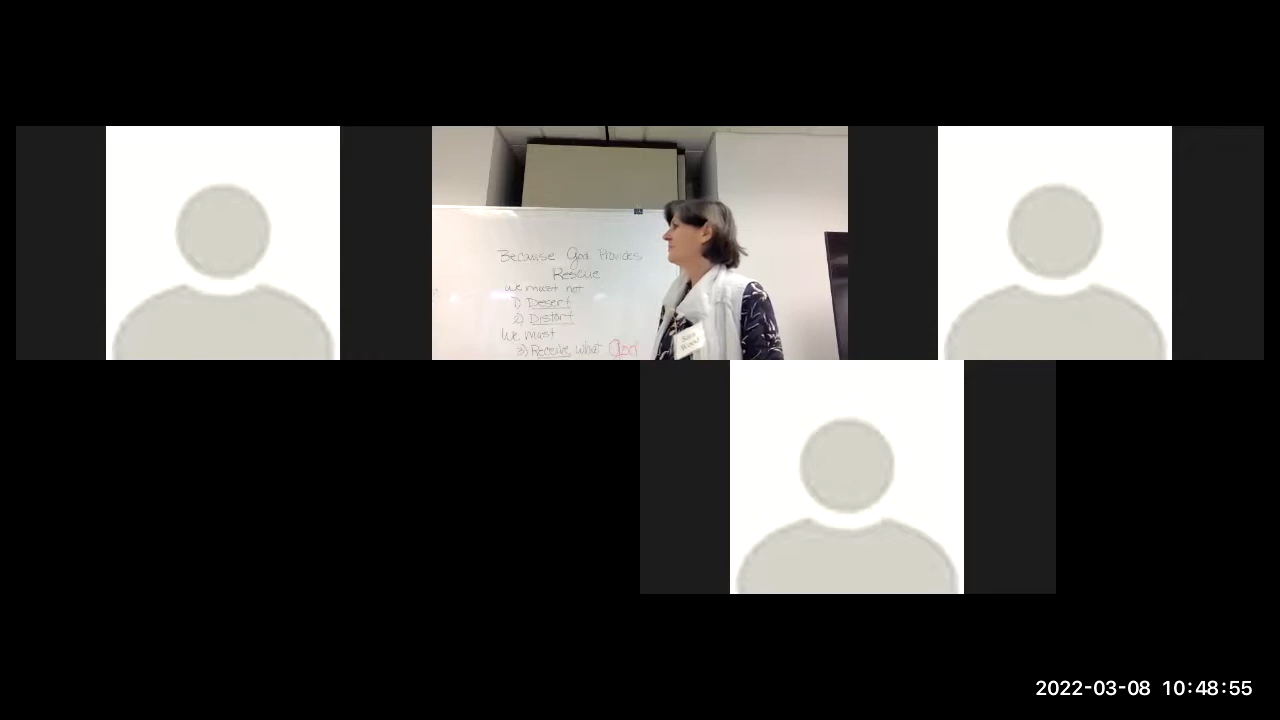 Because God Provides
Rescue
We must not
1) Desert
2) Distort
We must
3) Receive what God
Wood
2022-03-08 10:48:55